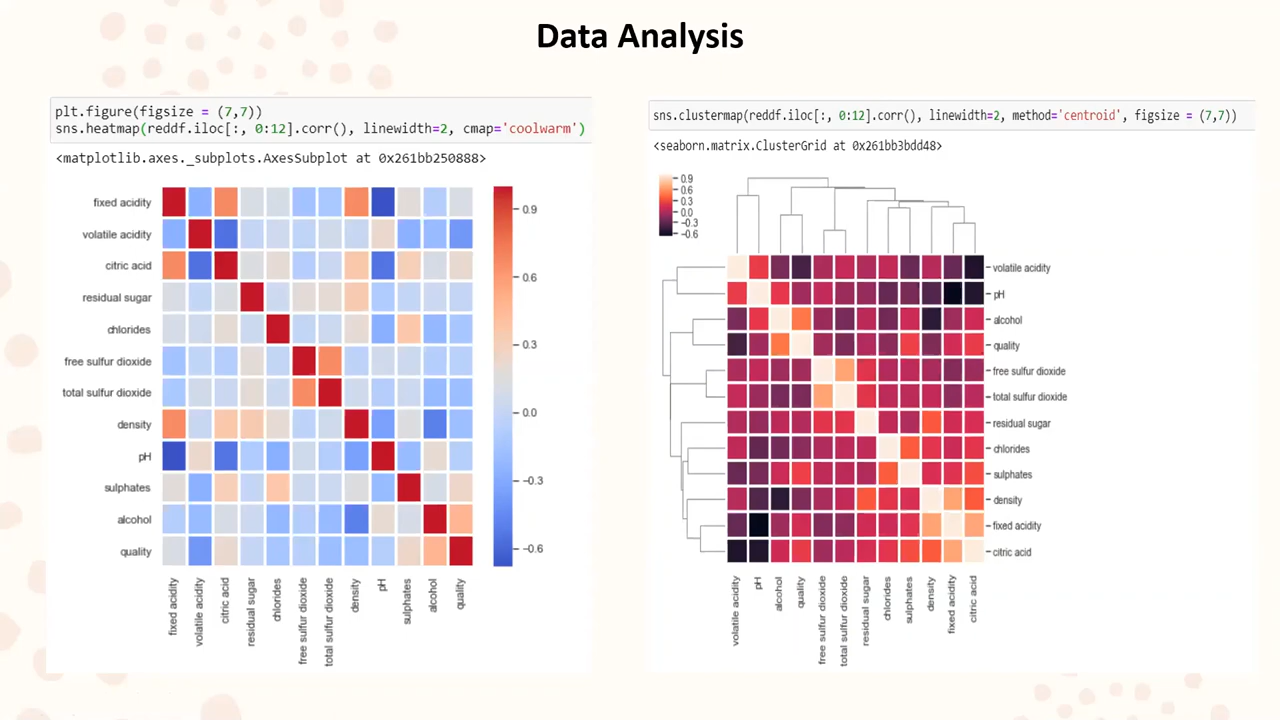 Data Analysis
plt.figure(figsize = (7,7))
sns.heatmap(reddf.iloc[:, 0:12].corr(), linewidth=2, cmap='coolwarm')
<matplotlib.axes._subplots.AxesSubplot at 0x261bb250888>
fixed acidity
volatile acidity
citric acid
residual sugar
chlorides
free sulfur dioxide
total sulfur dioxide
density
pH
sulphates
alcohol
quality
0.9
0.6
0.3
0.0
−0.3
−0.6
fixed acidity
volatile acidity
citric acid
residual sugar
chlorides
free sulfur dioxide
total sulfur dioxide
density
pH
sulphates
alcohol
quality
sns.clustermap(reddf.iloc[:, 0:12].corr(), linewidth=2, method='centroid', figsize = (7,7))
<seaborn.matrix.ClusterGrid at 0x261bb3bdd48>
0.9
0.6
0.3
0.0
−0.3
−0.6
volatile acidity
pH
alcohol
quality
free sulfur dioxide
total sulfur dioxide
residual sugar
chlorides
sulphates
density
fixed acidity
citric acid
volatile acidity
pH
alcohol
quality
free sulfur dioxide
total sulfur dioxide
residual sugar
chlorides
sulphates
density
fixed acidity
citric acid